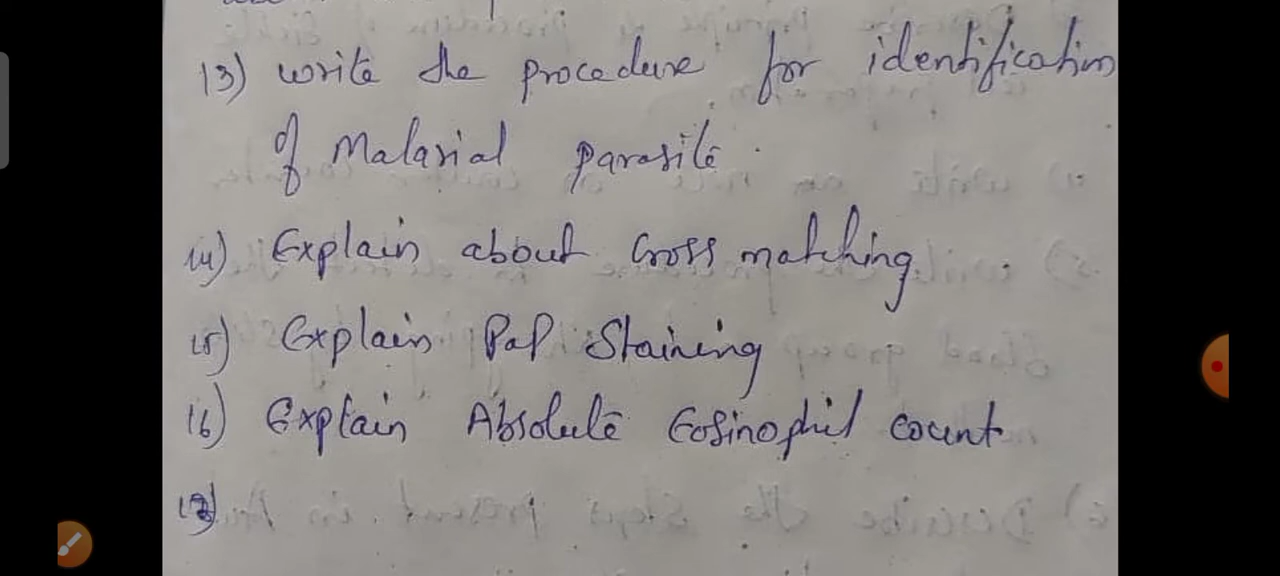 13) write the procedure for identification
of Malarial parasite.
14) Explain about Cross matching.
15) Explain PaP Staining
16) Explain Absolute Eosinophil count